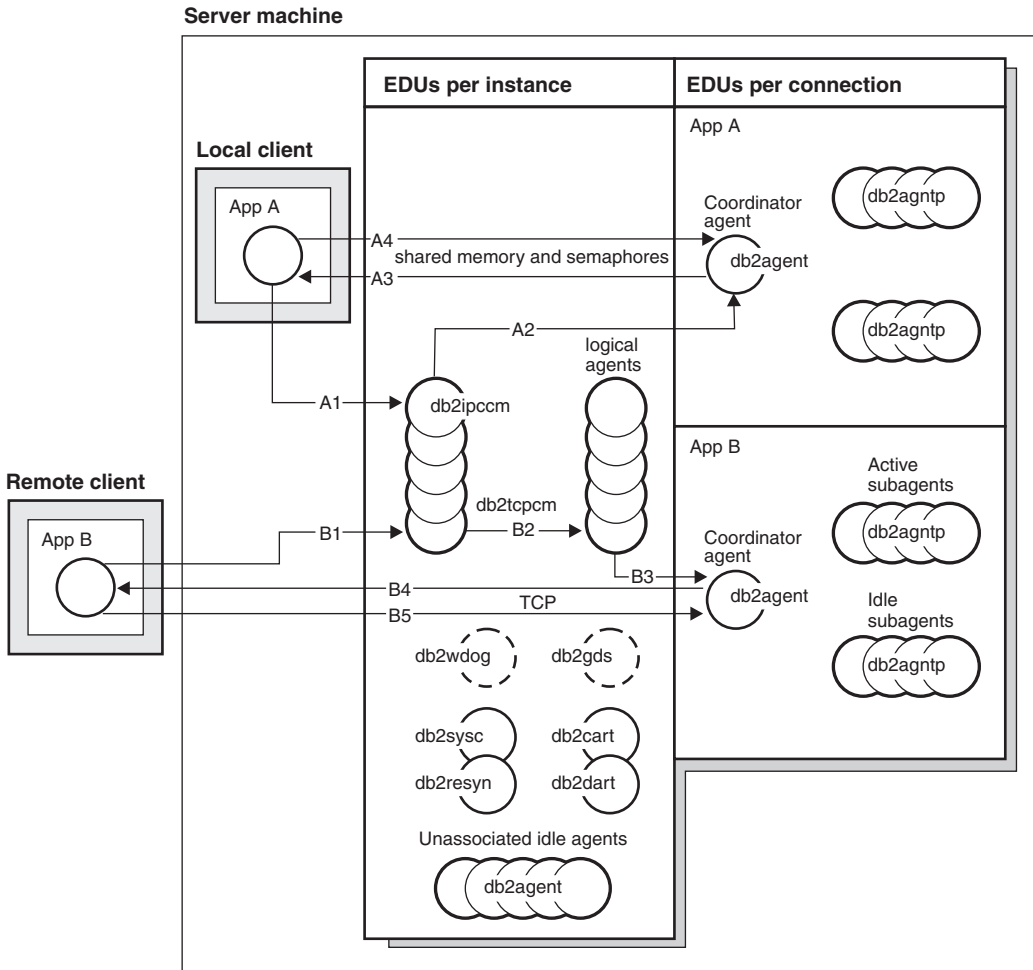 Server machine
EDUs per instance
EDUs per connection
App A
Local client
App A
Coordinator
agent
db2agntp
db2agent
A4
shared memory and semaphores
A3
A2
db2agntp
logical
agents
A1
db2ipccm
App B
Remote client
Active
subagents
db2tcpcm
App B
B1
B2
db2agntp
Coordinator
agent
B3
B4
db2agent
TCP
B5
Idle
subagents
db2wdog
db2gds
db2agntp
db2sysc
db2cart
db2resyn
db2dart
Unassociated idle agents
db2agent